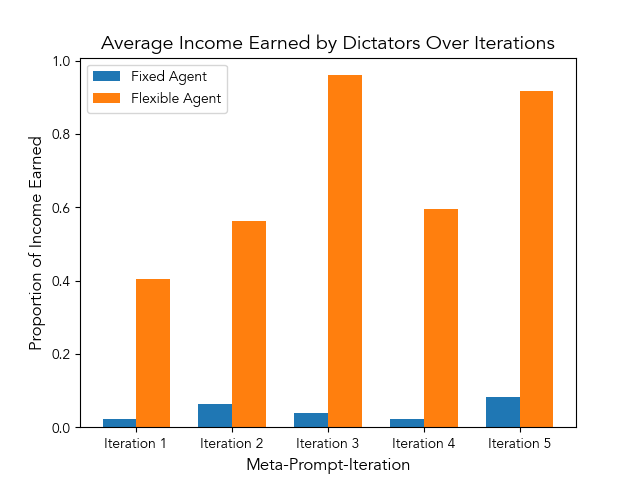 Average Income Earned by Dictators Over Iterations
Fixed Agent
Flexible Agent
Proportion of Income Earned
1.0
0.8
0.6
0.4
0.2
0.0
Iteration 1
Iteration 2
Iteration 3
Iteration 4
Iteration 5
Meta-Prompt-Iteration